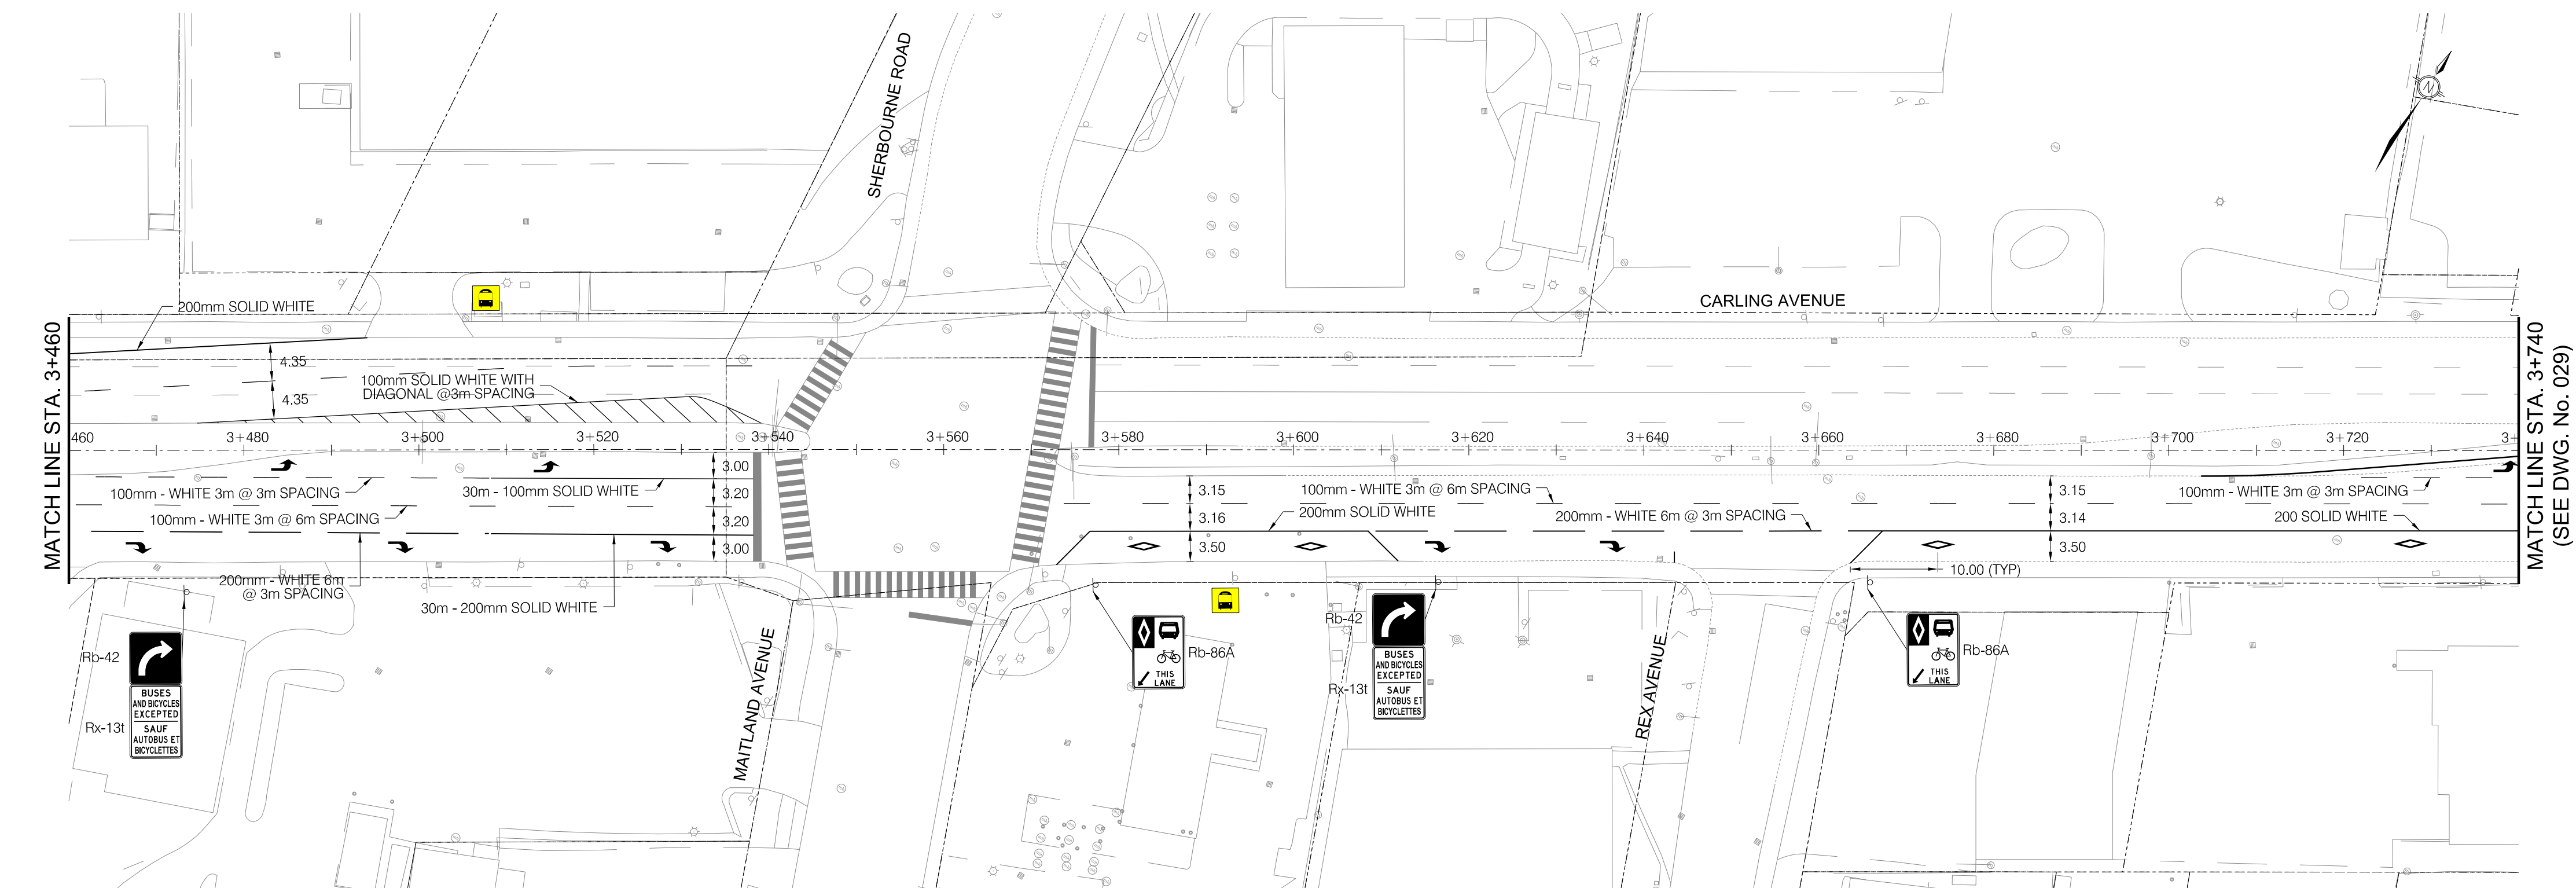 SHERBOURNE ROAD
N
CARLING AVENUE
200mm SOLID WHITE
MATCH LINE STA. 3+460
4.35
4.35
100mm SOLID WHITE WITH
DIAGONAL @3m SPACING
460
3+480
3+500
3+520
3+540
3+560
3+580
3+600
3+620
3+640
3+660
3+680
3+700
3+720
3+
MATCH LINE STA. 3+740
(SEE DWG. No. 029)
100mm - WHITE 3m @ 3m SPACING
30m - 100mm SOLID WHITE
100mm - WHITE 3m @ 6m SPACING
3.00
3.20
3.20
3.00
200mm - WHITE 6m
@ 3m SPACING
30m - 200mm SOLID WHITE
3.15
3.16
3.50
100mm - WHITE 3m @ 6m SPACING
200mm SOLID WHITE
200mm - WHITE 6m @ 3m SPACING
3.15
3.14
3.50
100mm - WHITE 3m @ 3m SPACING
200 SOLID WHITE
10.00 (TYP)
Rb-42
Rx-13t
BUSES
AND BICYCLES
EXCEPTED
SAUF
AUTOBUS ET
BICYCLETTES
MAITLAND AVENUE
Rb-86A
THIS
LANE
Rb-42
Rx-13t
BUSES
AND BICYCLES
EXCEPTED
SAUF
AUTOBUS ET
BICYCLETTES
REX AVENUE
Rb-86A
THIS
LANE